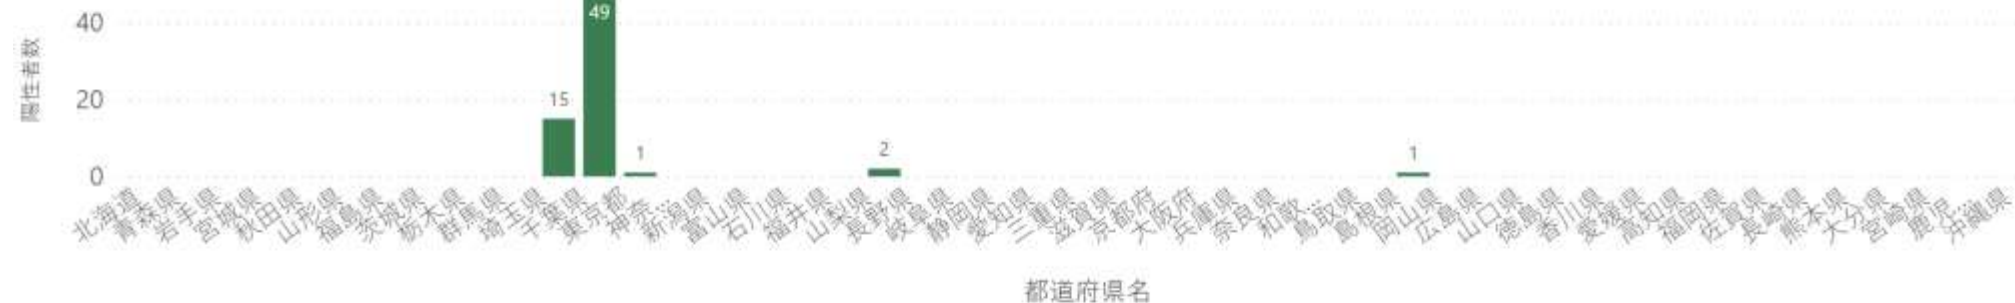 40
49
陽性者数
20
15
1
2
1
0
北海道
青森県
岩手県
宮城県
秋田県
山形県
福島県
茨城県
栃木県
群馬県
埼玉県
千葉県
東京都
神奈…
新潟県
富山県
石川県
福井県
山梨県
長野県
岐阜県
静岡県
愛知県
三重県
滋賀県
京都府
大阪府
兵庫県
奈良県
和歌…
鳥取県
島根県
岡山県
広島県
山口県
徳島県
香川県
愛媛県
高知県
福岡県
佐賀県
長崎県
熊本県
大分県
宮崎県
鹿児…
沖縄県
都道府県名